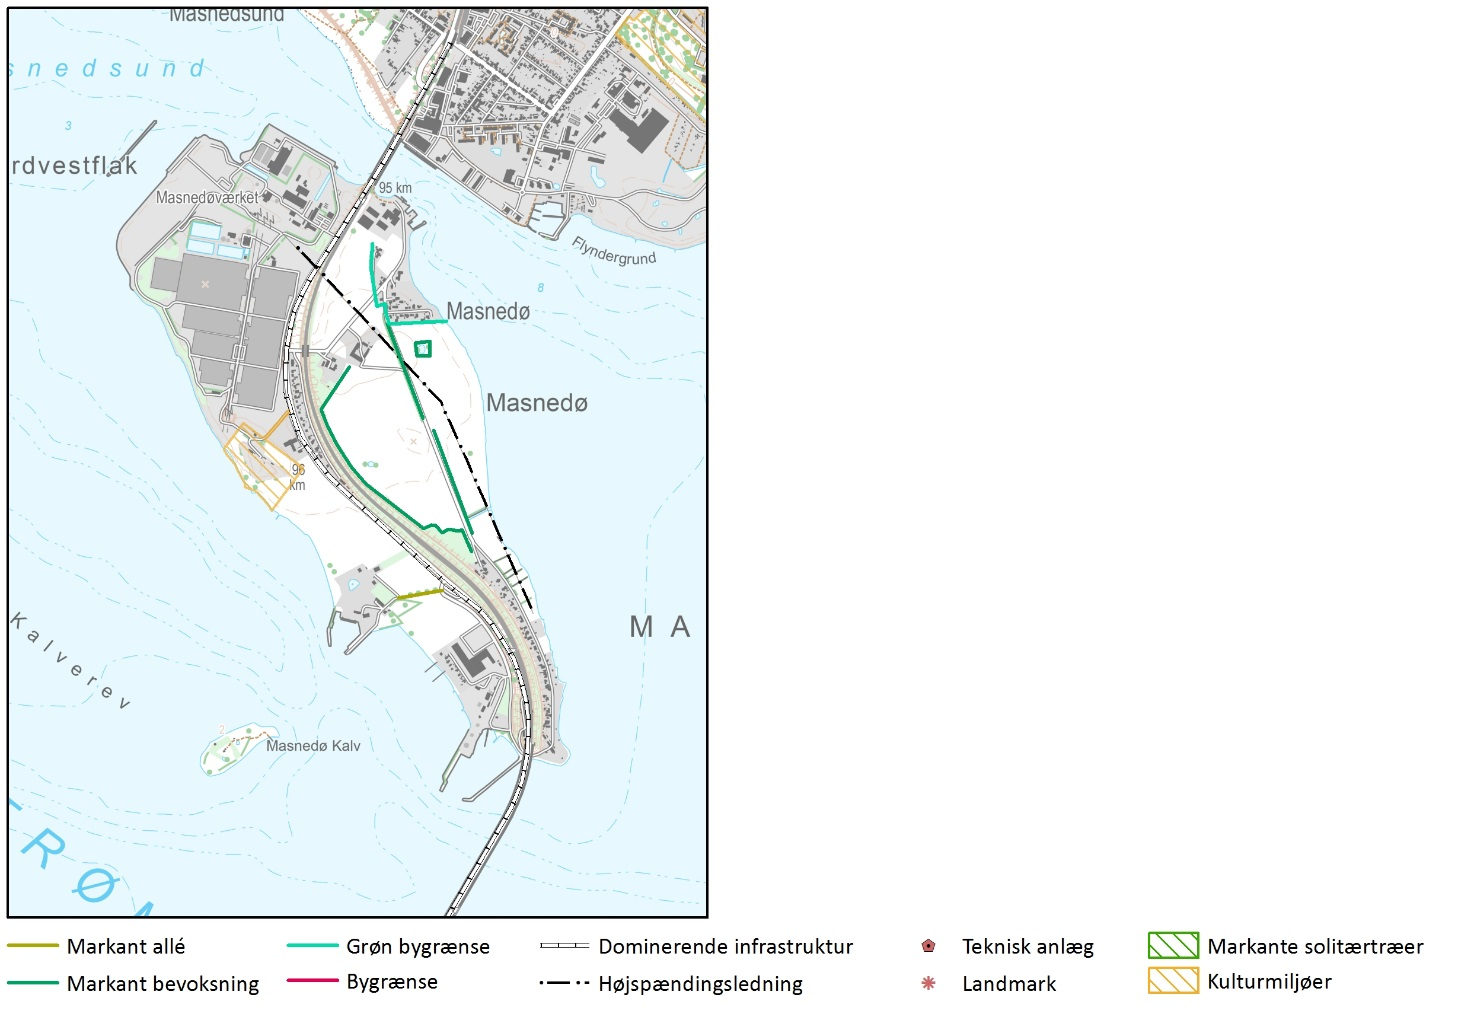 Masnedsund
snedsund
3
rdvestflak
95 km
Masnedøværket
Flyndergrund
8
Masnedø
Masnedø
96
km
M A
Kalverev
2
Masnedø Kalv
RØ
Markant allé
Grøn bygrænse
Dominerende infrastruktur
Teknisk anlæg
Markante solitærtræer
Markant bevoksning
Bygrænse
Højspændingsledning
Landmark
Kulturmiljøer